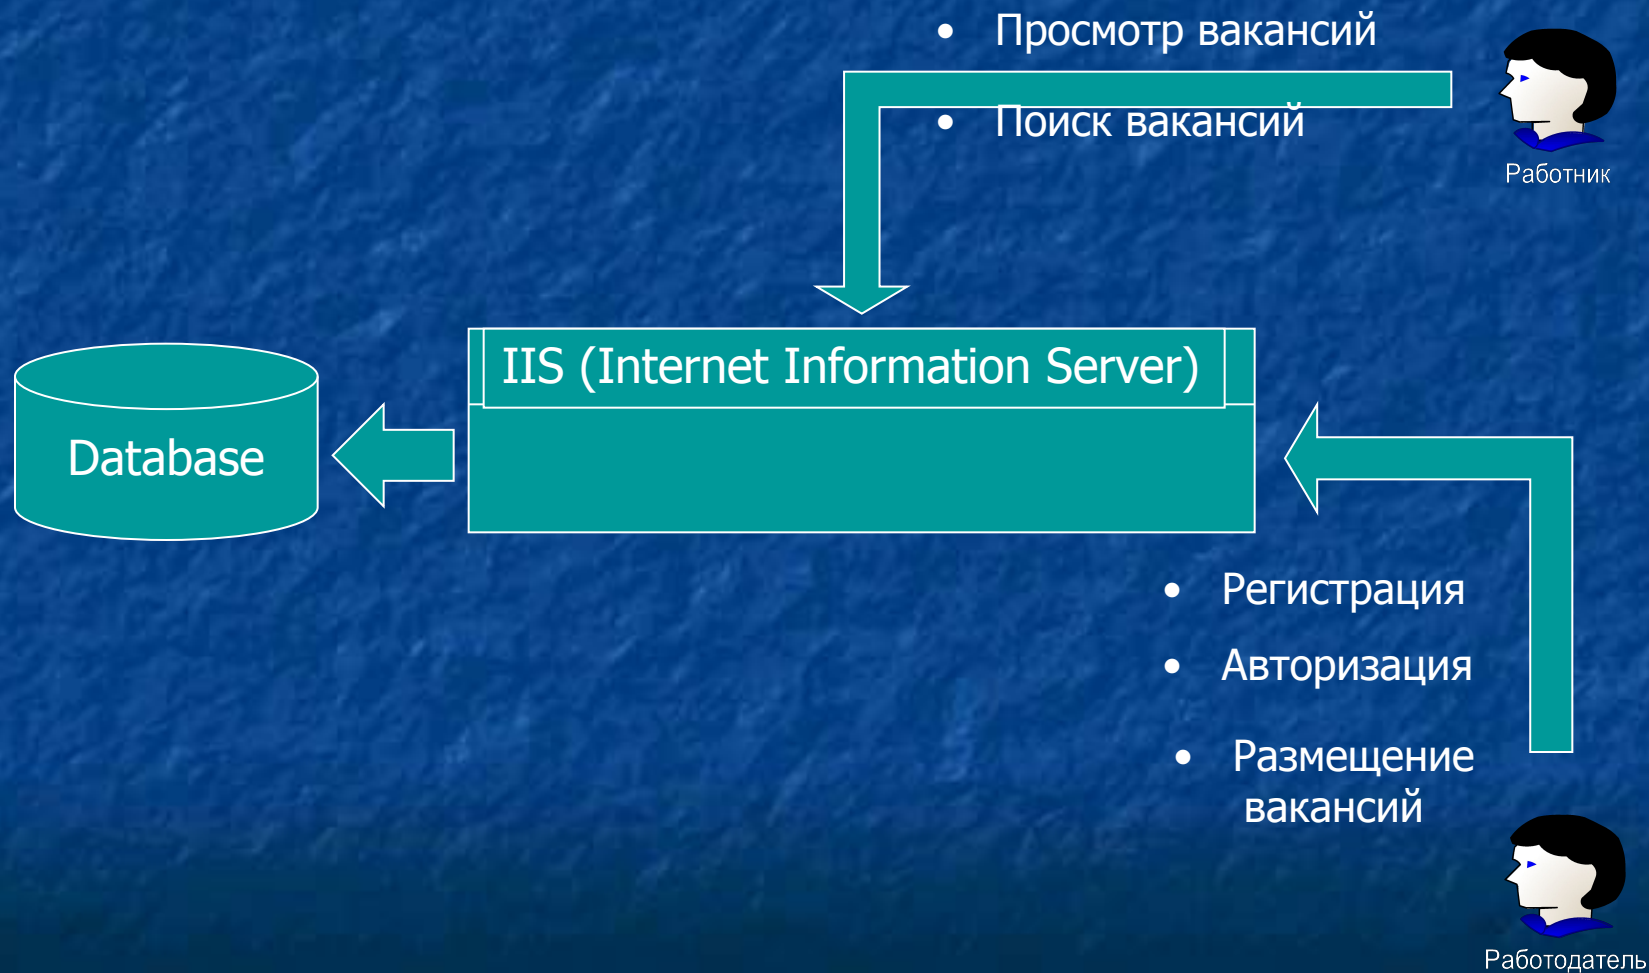 • Просмотр вакансий
• Поиск вакансий
Работник
IIS (Internet Information Server)
Database
• Регистрация
• Авторизация
• Размещение
вакансий
Работодатель